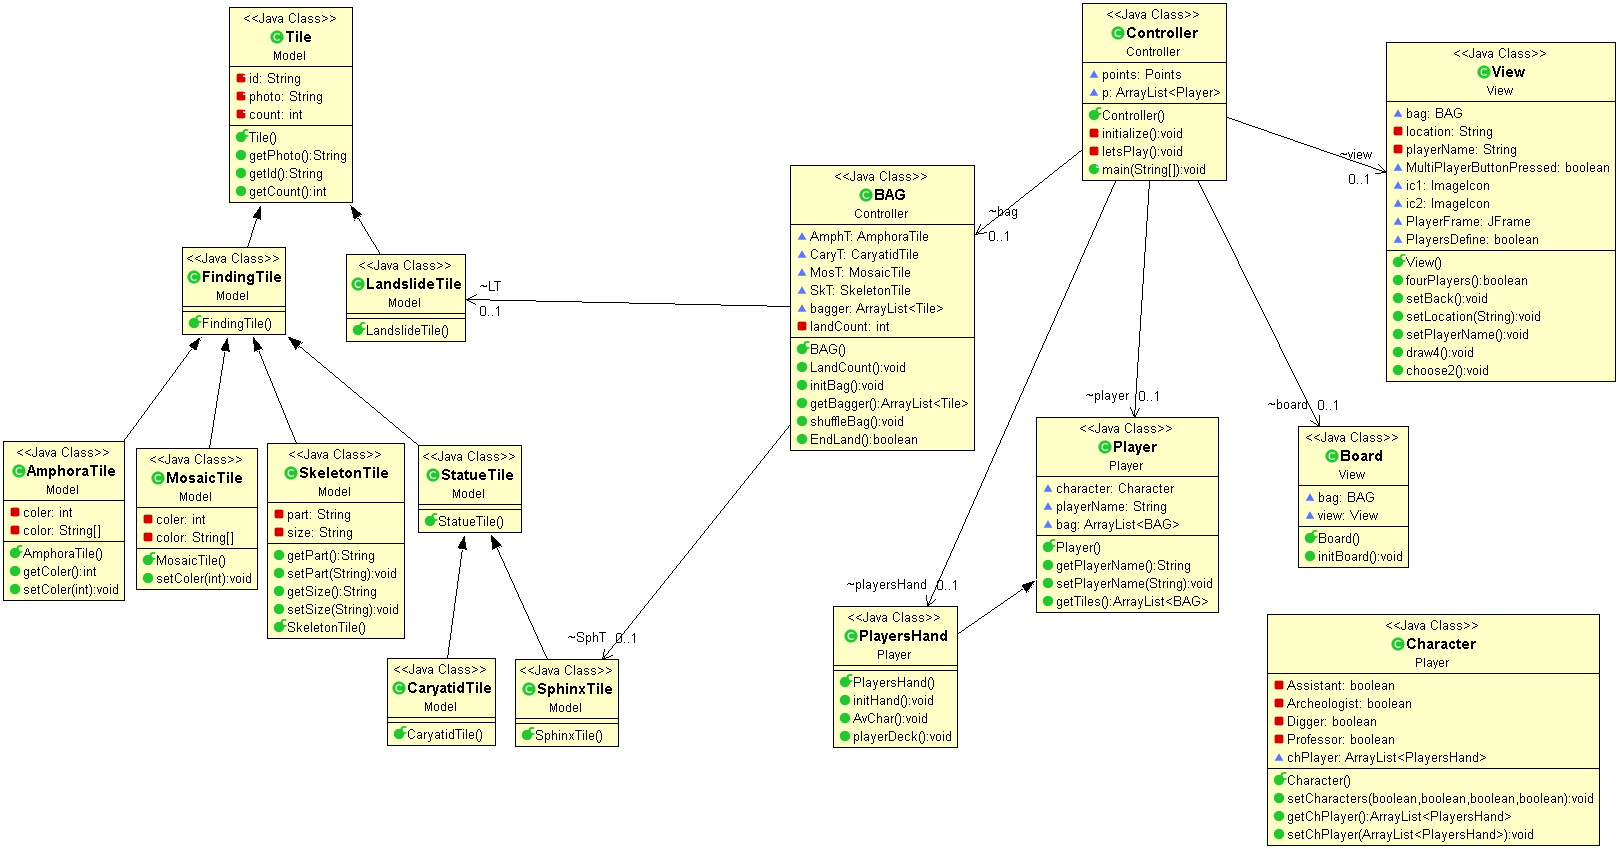 <<Java Class>>
Tile
Model
id: String
photo: String
count: int
Tile()
getPhoto():String
getId():String
getCount():int
<<Java Class>>
FindingTile
Model
FindingTile()
<<Java Class>>
LandslideTile
Model
LandslideTile()
<<Java Class>>
AmphoraTile
Model
coler: int
color: String[]
AmphoraTile()
getColer():int
setColer(int):void
<<Java Class>>
MosaicTile
Model
coler: int
color: String[]
MosaicTile()
setColer(int):void
<<Java Class>>
SkeletonTile
Model
part: String
size: String
getPart():String
setPart(String):void
getSize():String
setSize(String):void
SkeletonTile()
<<Java Class>>
StatueTile
Model
StatueTile()
<<Java Class>>
CaryatidTile
Model
CaryatidTile()
<<Java Class>>
SphinxTile
Model
SphinxTile()
~LT
0..1
~SphT 0..1
<<Java Class>>
BAG
Controller
AmphT: AmphoraTile
CaryT: CaryatidTile
MosT: MosaicTile
SkT: SkeletonTile
bagger: ArrayList<Tile>
landCount: int
BAG()
LandCount():void
initBag():void
getBagger():ArrayList<Tile>
shuffleBag():void
EndLand():boolean
<<Java Class>>
Controller
Controller
points: Points
p: ArrayList<Player>
Controller()
initialize():void
letsPlay():void
main(String[]):void
~bag
0..1
~view
0..1
~player 0..1
~board 0..1
~playersHand 0..1
<<Java Class>>
View
View
bag: BAG
location: String
playerName: String
MultiPlayerButtonPressed: boolean
ic1: ImageIcon
ic2: ImageIcon
PlayerFrame: JFrame
PlayersDefine: boolean
View()
fourPlayers():boolean
setBack():void
setLocation(String):void
setPlayerName():void
draw4():void
choose2():void
<<Java Class>>
Player
Player
character: Character
playerName: String
bag: ArrayList<BAG>
Player()
getPlayerName():String
setPlayerName(String):void
getTiles():ArrayList<BAG>
<<Java Class>>
Board
View
bag: BAG
view: View
Board()
initBoard():void
<<Java Class>>
PlayersHand
Player
PlayersHand()
initHand():void
AvChar():void
playerDeck():void
<<Java Class>>
Character
Player
Assistant: boolean
Archeologist: boolean
Digger: boolean
Professor: boolean
chPlayer: ArrayList<PlayersHand>
Character()
setCharacters(boolean,boolean,boolean,boolean):void
getChPlayer():ArrayList<PlayersHand>
setChPlayer(ArrayList<PlayersHand>):void